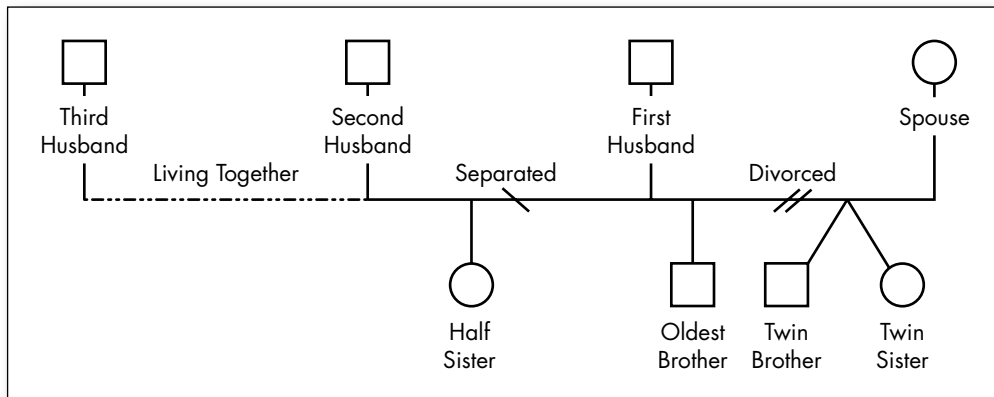 Third
Husband
Second
Husband
First
Husband
Spouse
Living Together
Separated
Divorced
Half
Sister
Oldest
Brother
Twin
Brother
Twin
Sister